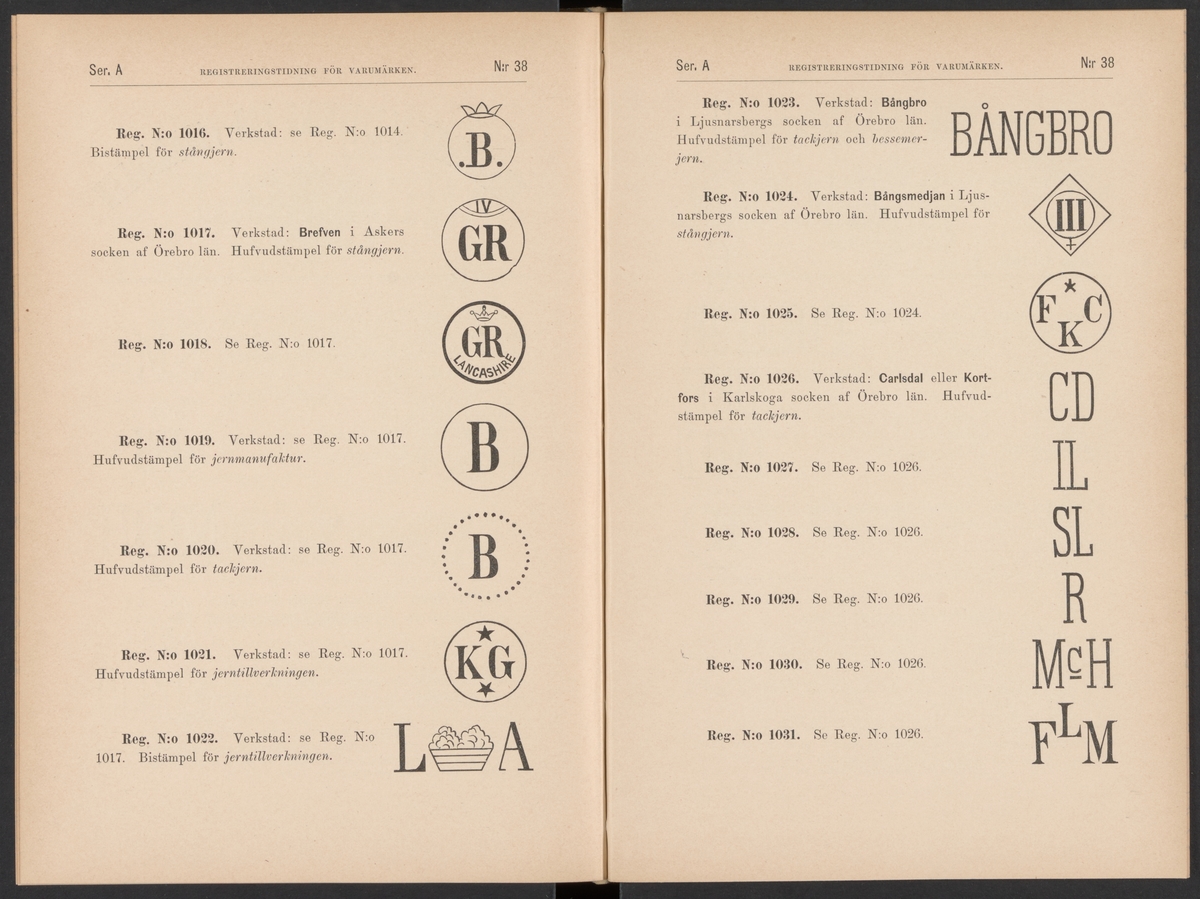 Ser. A REGISTRERINGSTIDNING FÖR VARUMÄRKEN. N:r 38
Reg. N:o 1016. Verkstad: se Reg. N:o 1014.
Bistämpel för stångjern.
.B.
Reg. N:o 1017. Verkstad: Brefven i Askers
socken af Örebro län. Hufvudstämpel för stångjern.
IV
GR
Reg. N:o 1018. Se Reg. N:o 1017.
GR
LANCASHIRE
Reg. N:o 1019. Verkstad: se Reg. N:o 1017.
Hufvudstämpel för jernmanufaktur.
B
Reg. N:o 1020. Verkstad: se Reg. N:o 1017.
Hufvudstämpel för tackjern.
B
Reg. N:o 1021. Verkstad: se Reg. N:o 1017.
Hufvudstämpel för jerntillverkningen.
KG
Reg. N:o 1022. Verkstad: se Reg. N:o
1017. Bistämpel för jerntillverkningen.
L A
Ser. A REGISTRERINGSTIDNING FÖR VARUMÄRKEN. N:r 38
Reg. N:o 1023. Verkstad: Bångbro
i Ljusnarsbergs socken af Örebro län.
Hufvudstämpel för tackjern och bessemer-
jern.
BÅNGBRO
Reg. N:o 1024. Verkstad: Bångsmedjan i Ljus-
narsbergs socken af Örebro län. Hufvudstämpel för
stångjern.
III
Reg. N:o 1025. Se Reg. N:o 1024.
F K C
Reg. N:o 1026. Verkstad: Carlsdal eller Kort-
fors i Karlskoga socken af Örebro län. Hufvud-
stämpel för tackjern.
CD
Reg. N:o 1027. Se Reg. N:o 1026.
IL
Reg. N:o 1028. Se Reg. N:o 1026.
SL
Reg. N:o 1029. Se Reg. N:o 1026.
R
Reg. N:o 1030. Se Reg. N:o 1026.
McH
Reg. N:o 1031. Se Reg. N:o 1026.
FLM